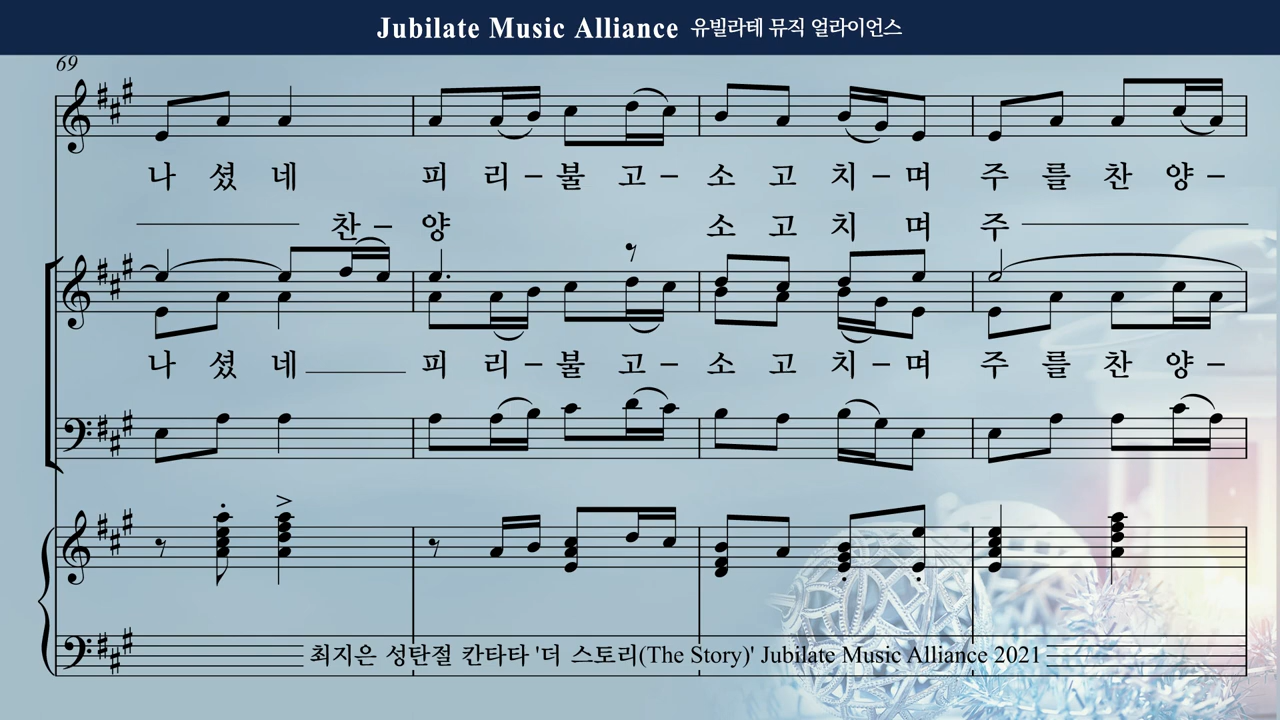 Jubilate Music Alliance 유빌라테 뮤직 얼라이언스
69
나 셨 네 피 리 – 불 고 – 소 고 치 – 며 주 를 찬 양 –
찬 – 양 소 고 치 며 주
나 셨 네 피 리 – 불 고 – 소 고 치 – 며 주 를 찬 양 –
최지은 성탄절 칸타타 '더 스토리(The Story)' Jubilate Music Alliance 2021